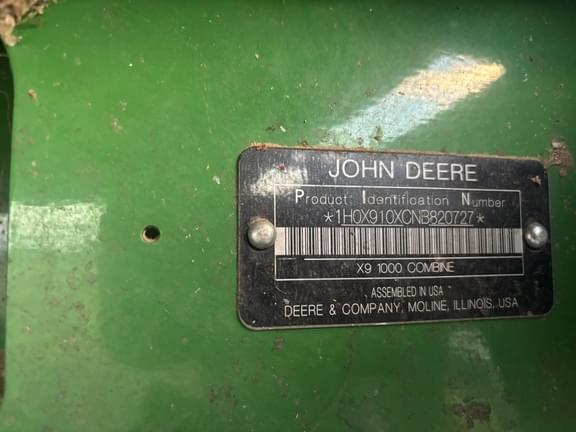 JOHN DEERE
Product Identification Number
*1H0X910XCNB820727*
X9 1000 COMBINE
ASSEMBLED IN USA
DEERE & COMPANY, MOLINE, ILLINOIS, USA